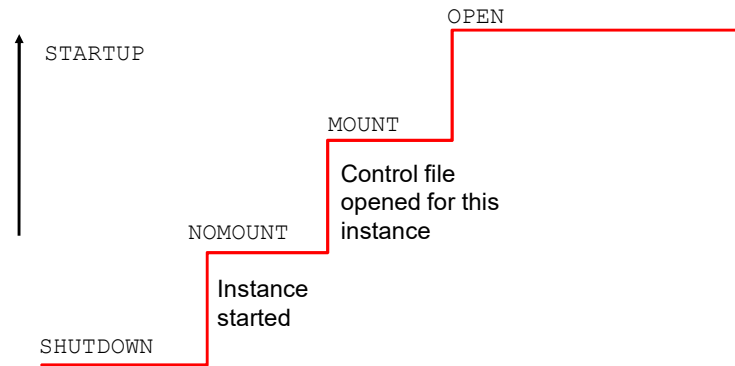 OPEN
STARTUP
MOUNT
Control file
opened for this
instance
NOMOUNT
Instance
started
SHUTDOWN